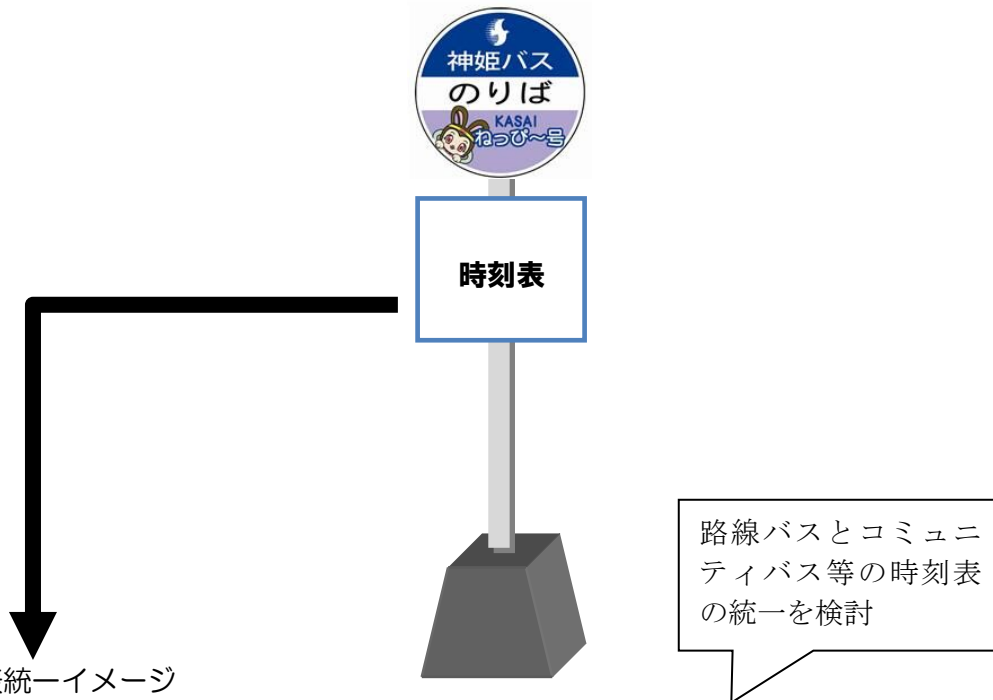 神姫バス
のりば
KASAI
ねっぴ〜号
時刻表
路線バスとコミュニ
ティバス等の時刻表
の統一を検討
統一イメージ